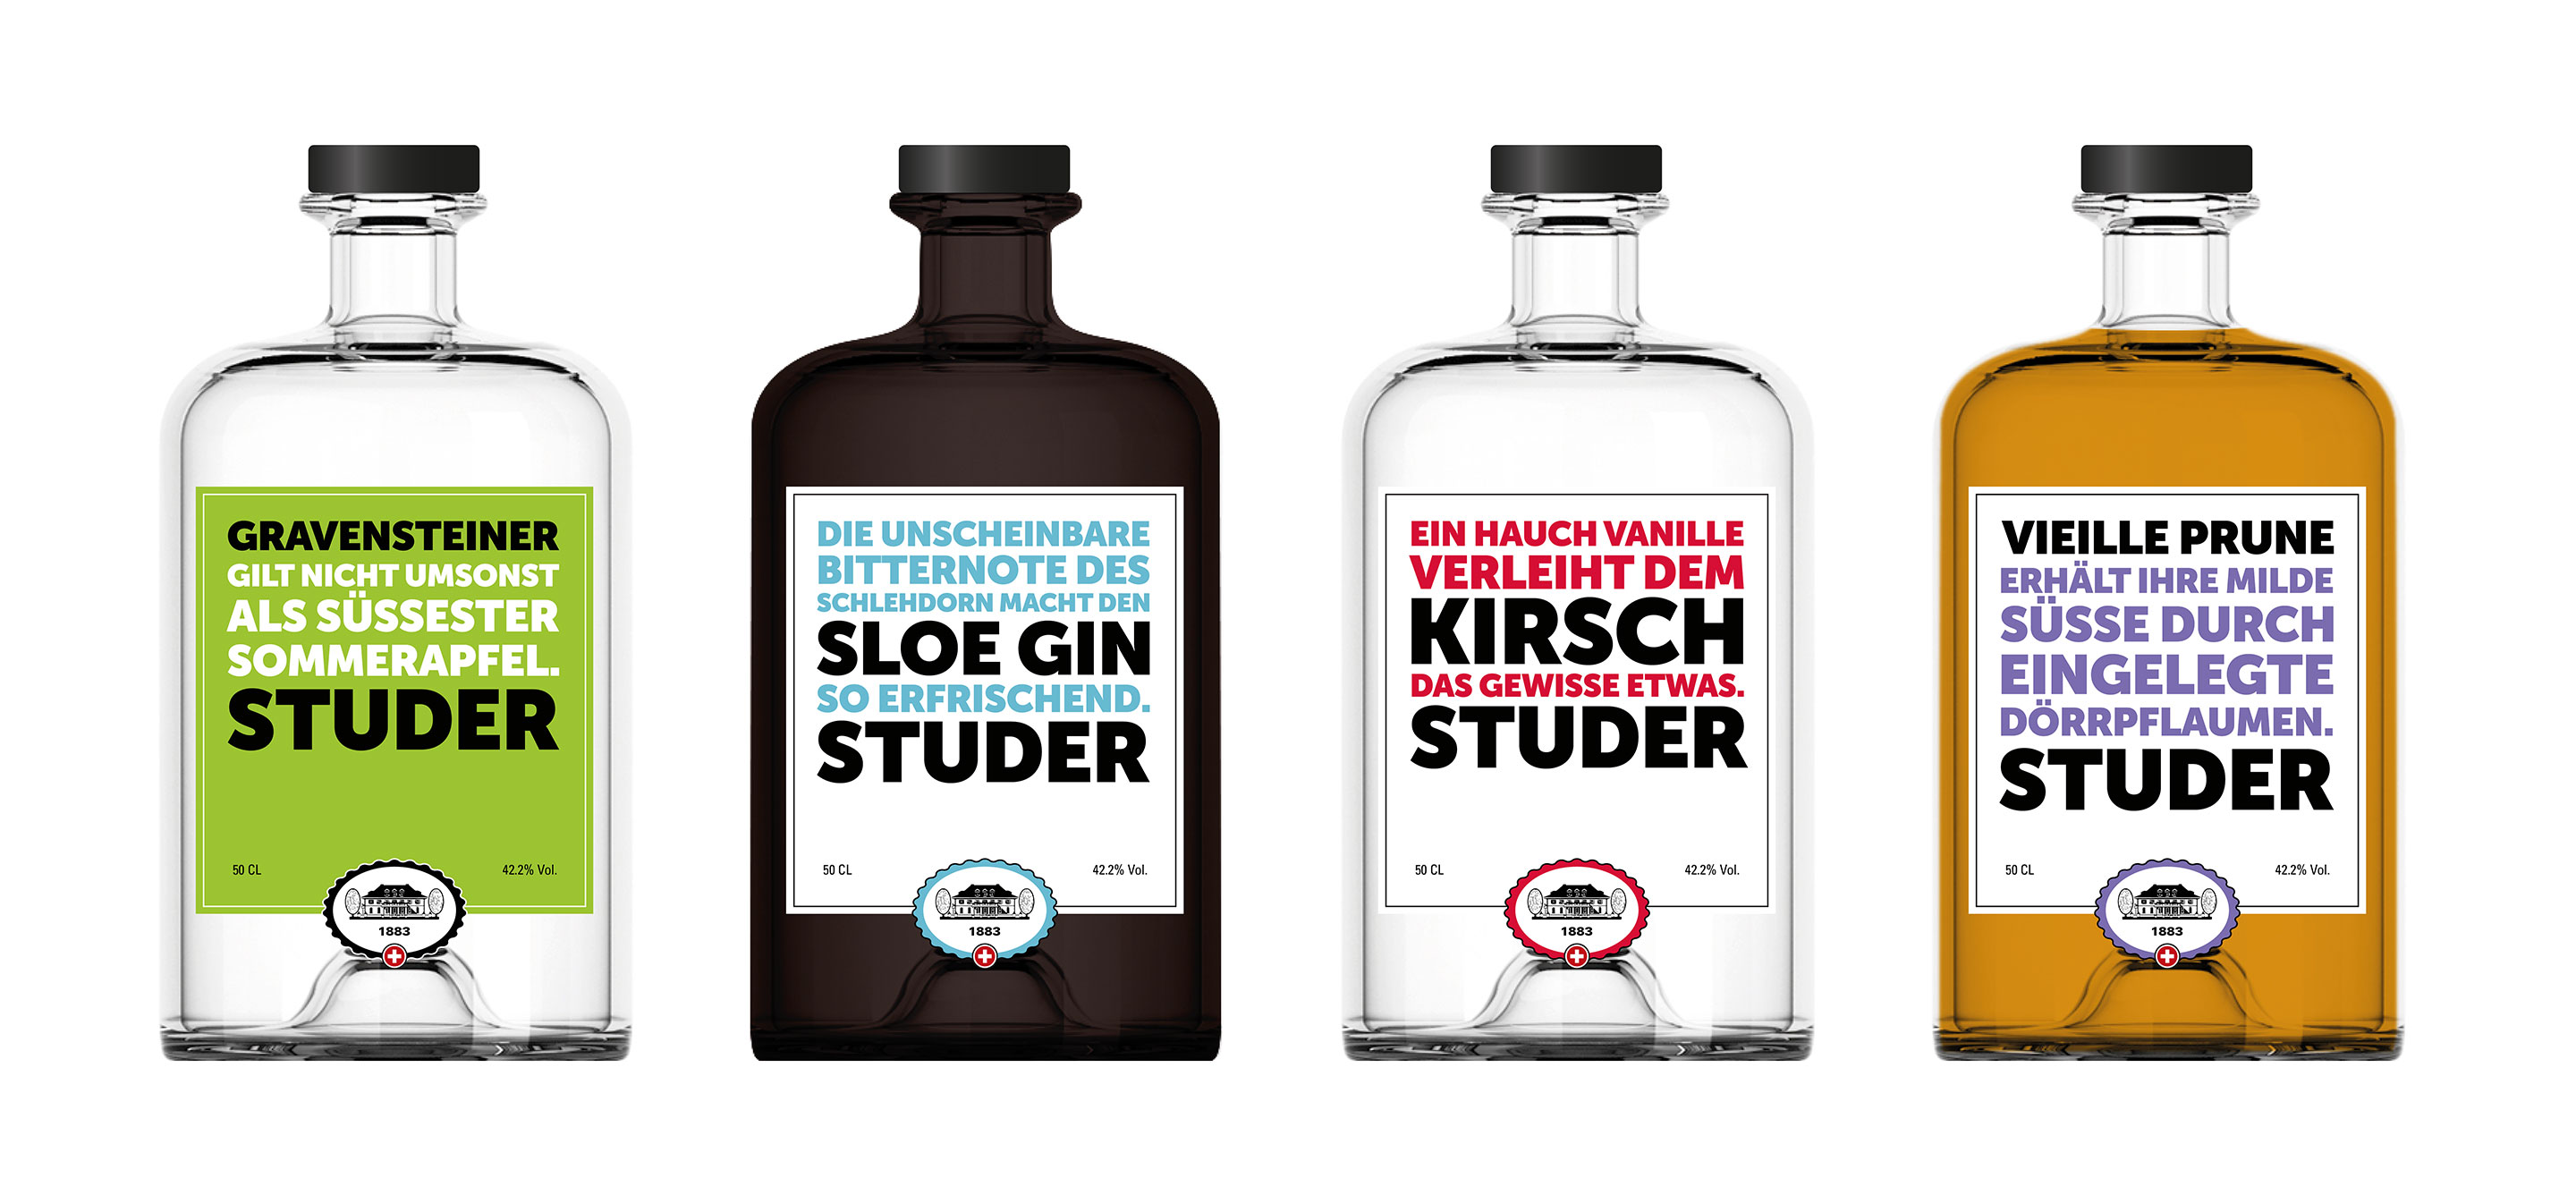 GRAVENSTEINER
GILT NICHT UMSONST
ALS SÜSSESTER
SOMMERAPFEL.
STUDER
50 CL
42.2% Vol.
1883
DIE UNSCHEINBARE
BITTERNOTE DES
SCHLEHDORN MACHT DEN
SLOE GIN
SO ERFRISCHEND.
STUDER
50 CL
42.2% Vol.
1883
EIN HAUCH VANILLE
VERLEIHT DEM
KIRSCH
DAS GEWISSE ETWAS.
STUDER
50 CL
42.2% Vol.
1883
VIEILLE PRUNE
ERHÄLT IHRE MILDE
SÜSSE DURCH
EINGELEGTE
DÖRRPFLAUMEN.
STUDER
50 CL
42.2% Vol.
1883